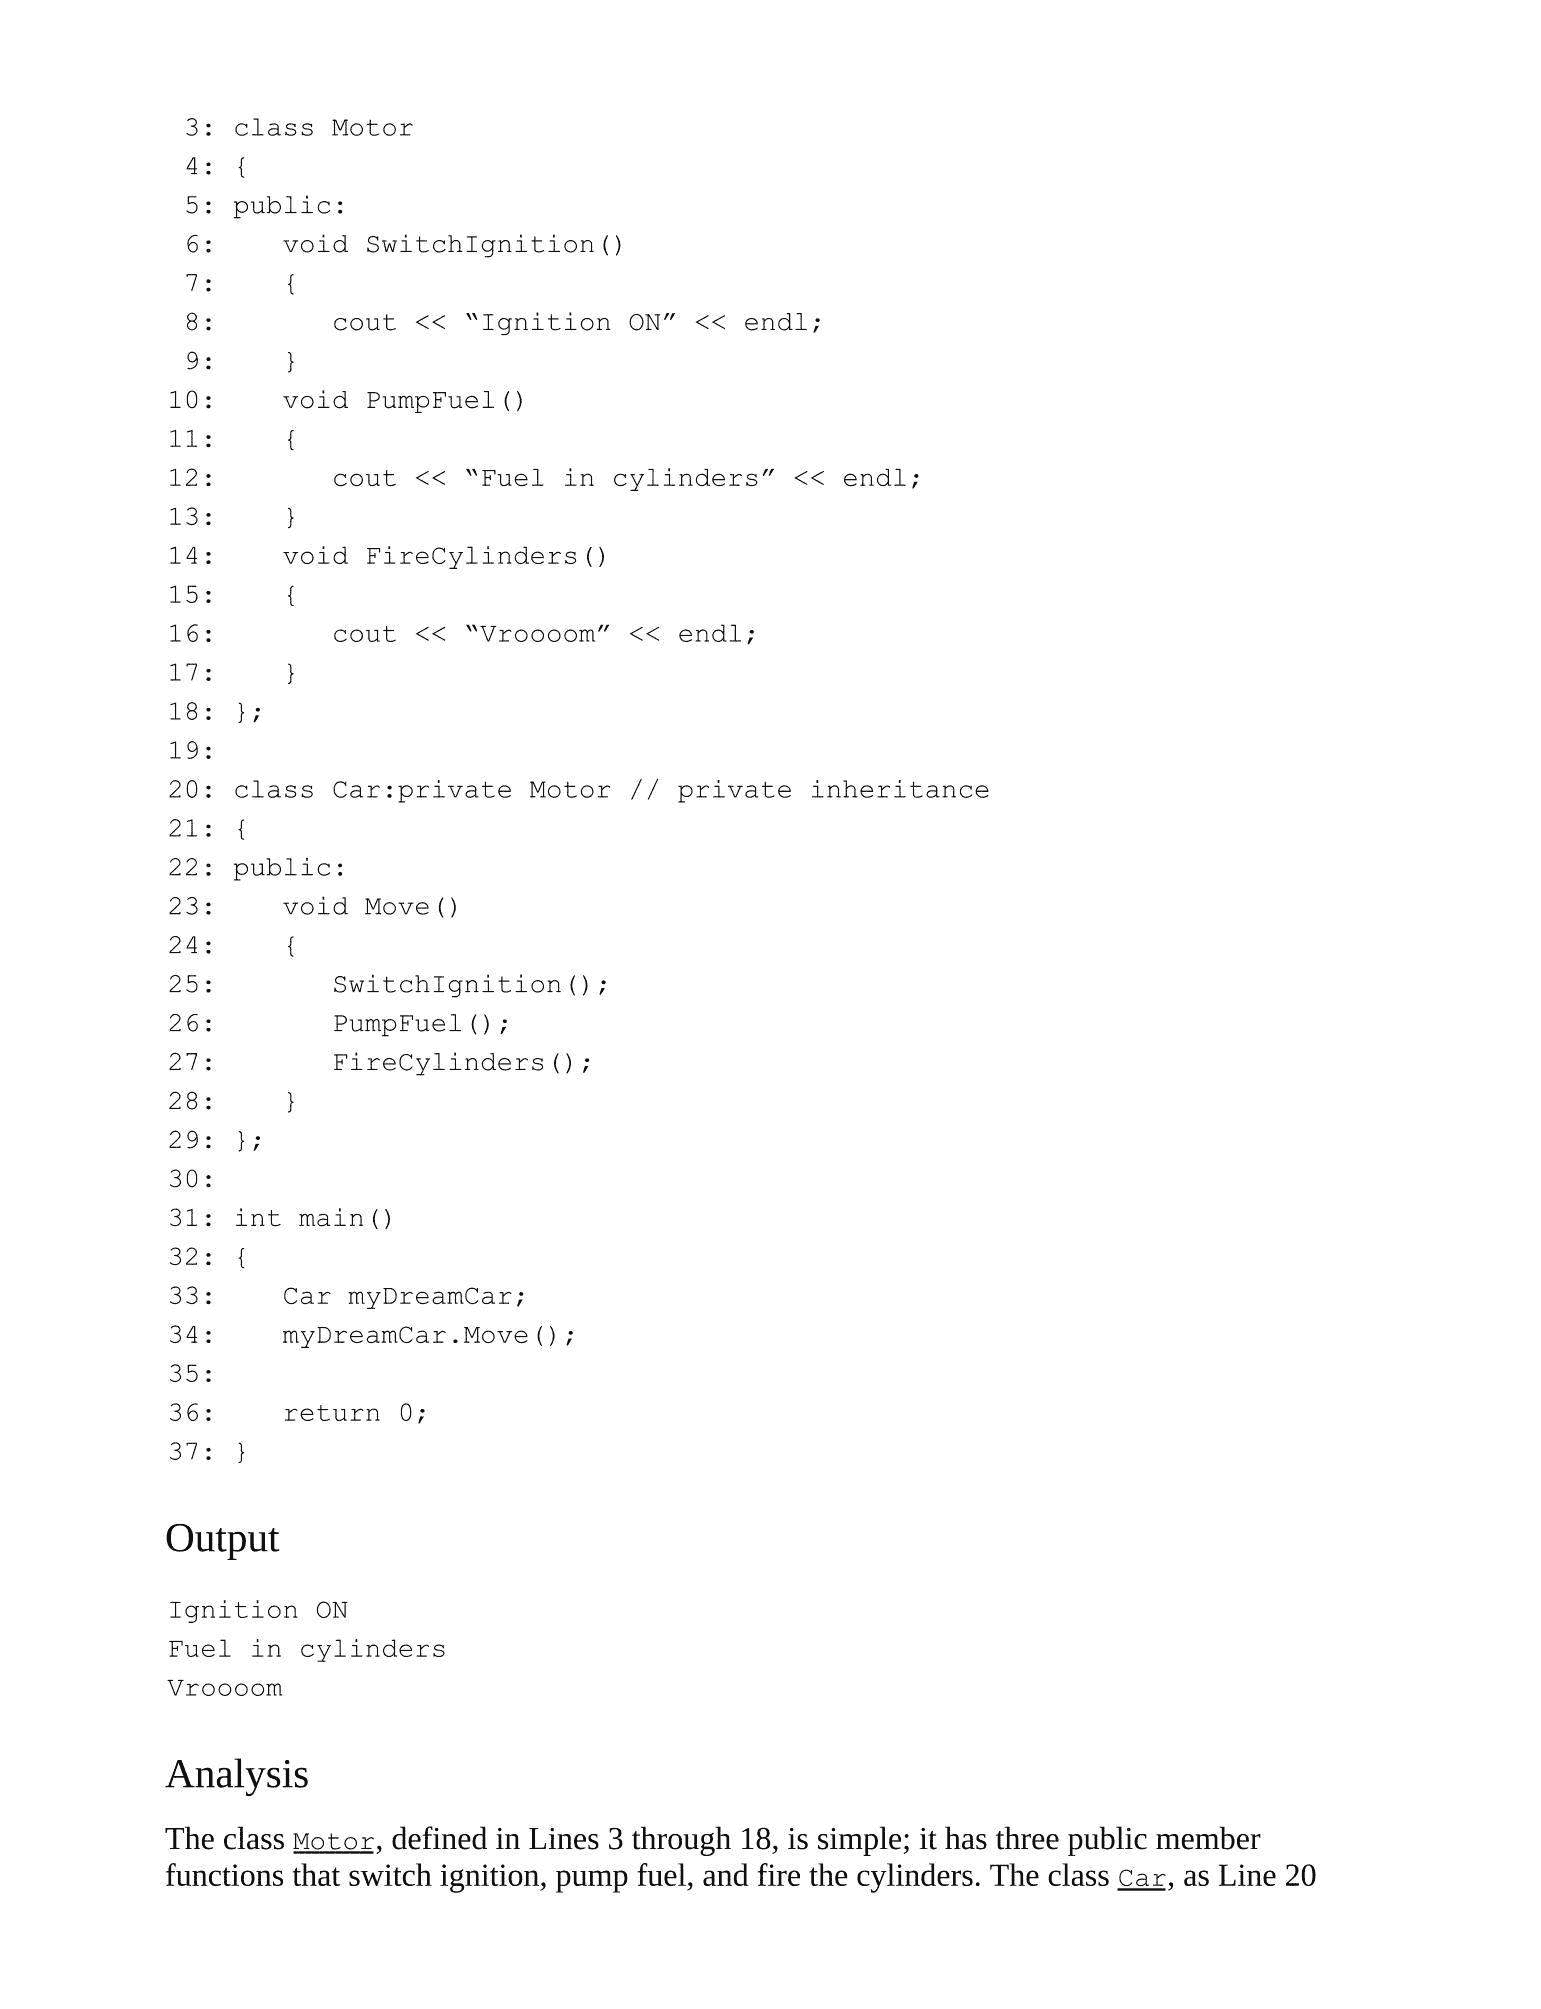 3: class Motor
 4: {
 5: public:
 6:    void SwitchIgnition()
 7:    {
 8:       cout << “Ignition ON” << endl;
 9:    }
10:    void PumpFuel()
11:    {
12:       cout << “Fuel in cylinders” << endl;
13:    }
14:    void FireCylinders()
15:    {
16:       cout << “Vroooom” << endl;
17:    }
18: };
19:
20: class Car:private Motor // private inheritance
21: {
22: public:
23:    void Move()
24:    {
25:       SwitchIgnition();
26:       PumpFuel();
27:       FireCylinders();
28:    }
29: };
30:
31: int main()
32: {
33:    Car myDreamCar;
34:    myDreamCar.Move();
35:
36:    return 0;
37: }
Output
Ignition ON
Fuel in cylinders
Vroooom
Analysis
The class Motor, defined in Lines 3 through 18, is simple; it has three public member
functions that switch ignition, pump fuel, and fire the cylinders. The class Car, as Line 20